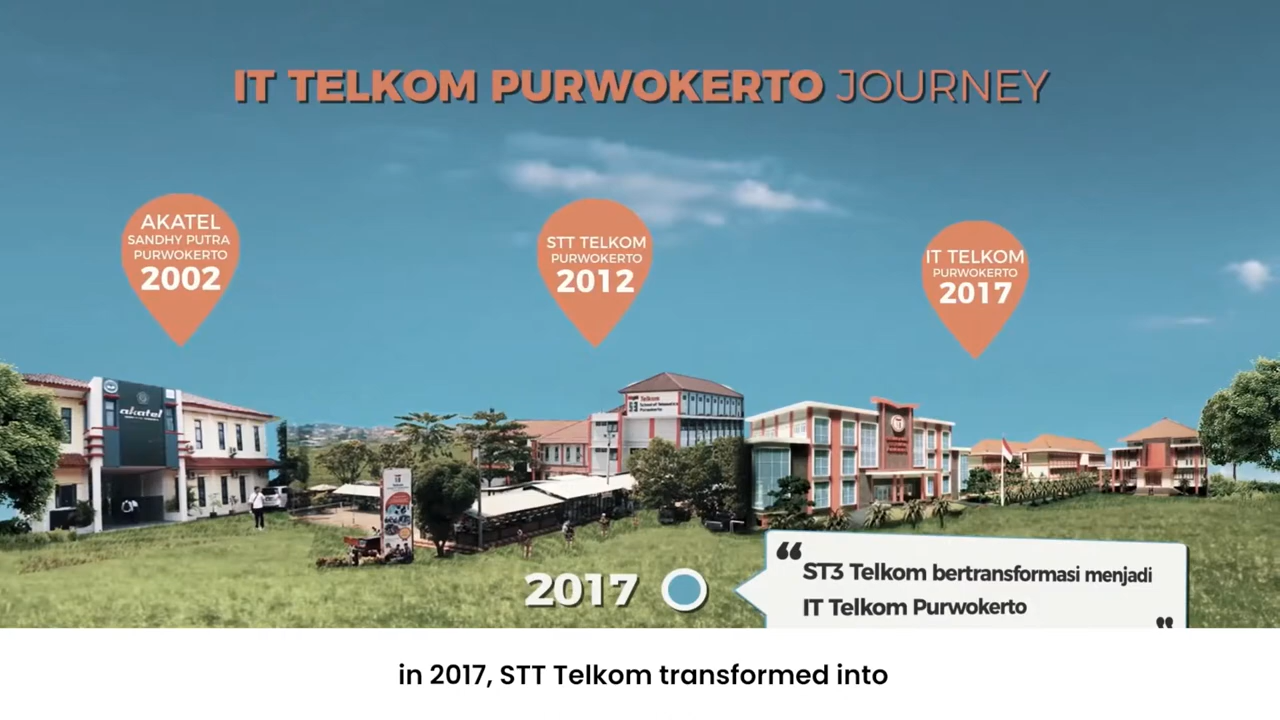 IT TELKOM PURWOKERTO JOURNEY
AKATEL
SANDHY PUTRA
PURWOKERTO
2002
STT TELKOM
PURWOKERTO
2012
IT TELKOM
PURWOKERTO
2017
akatel
Telkom
2017
“ST3 Telkom bertransformasi menjadi
IT Telkom Purwokerto”
in 2017, STT Telkom transformed into